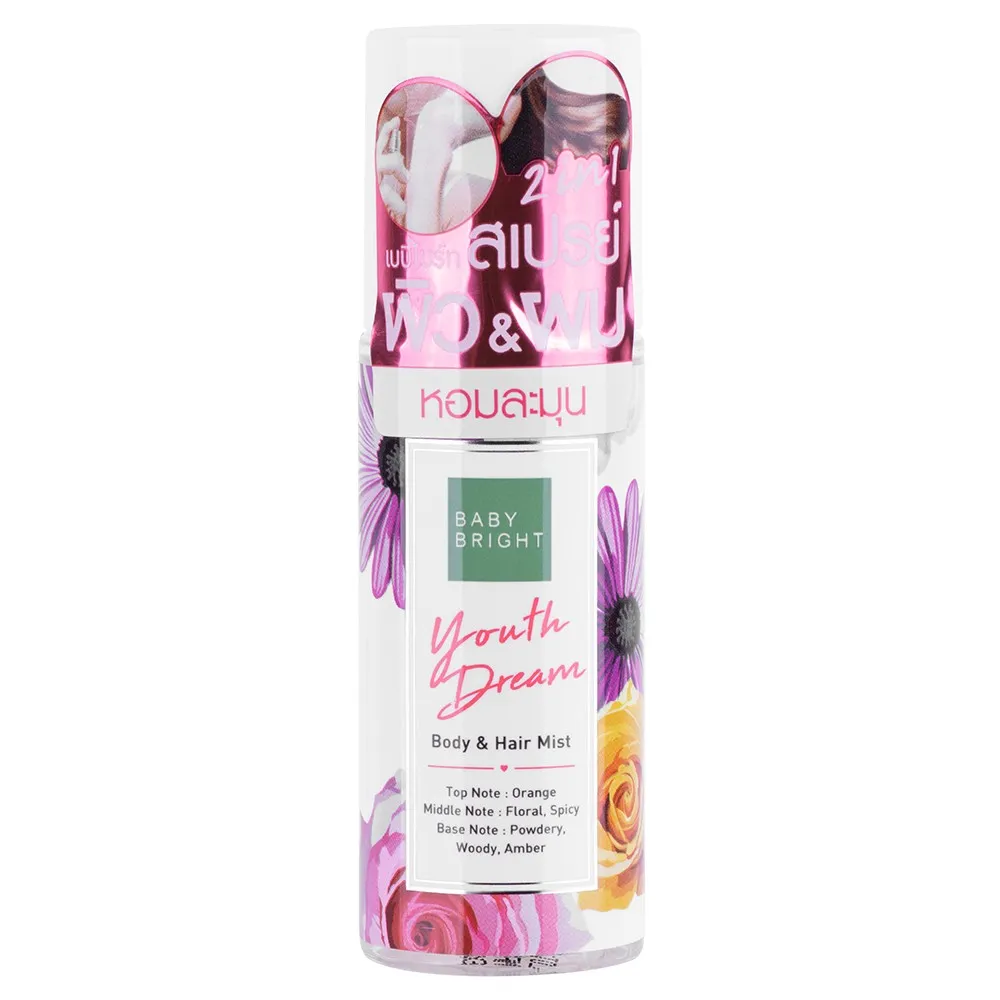 2 in 1
เบบี้ไบร์ท สเปรย์
ผิว & ผม
หอมละมุน
BABY
BRIGHT
Youth
Dream
Body & Hair Mist
Top Note : Orange
Middle Note : Floral, Spicy
Base Note : Powdery,
Woody, Amber